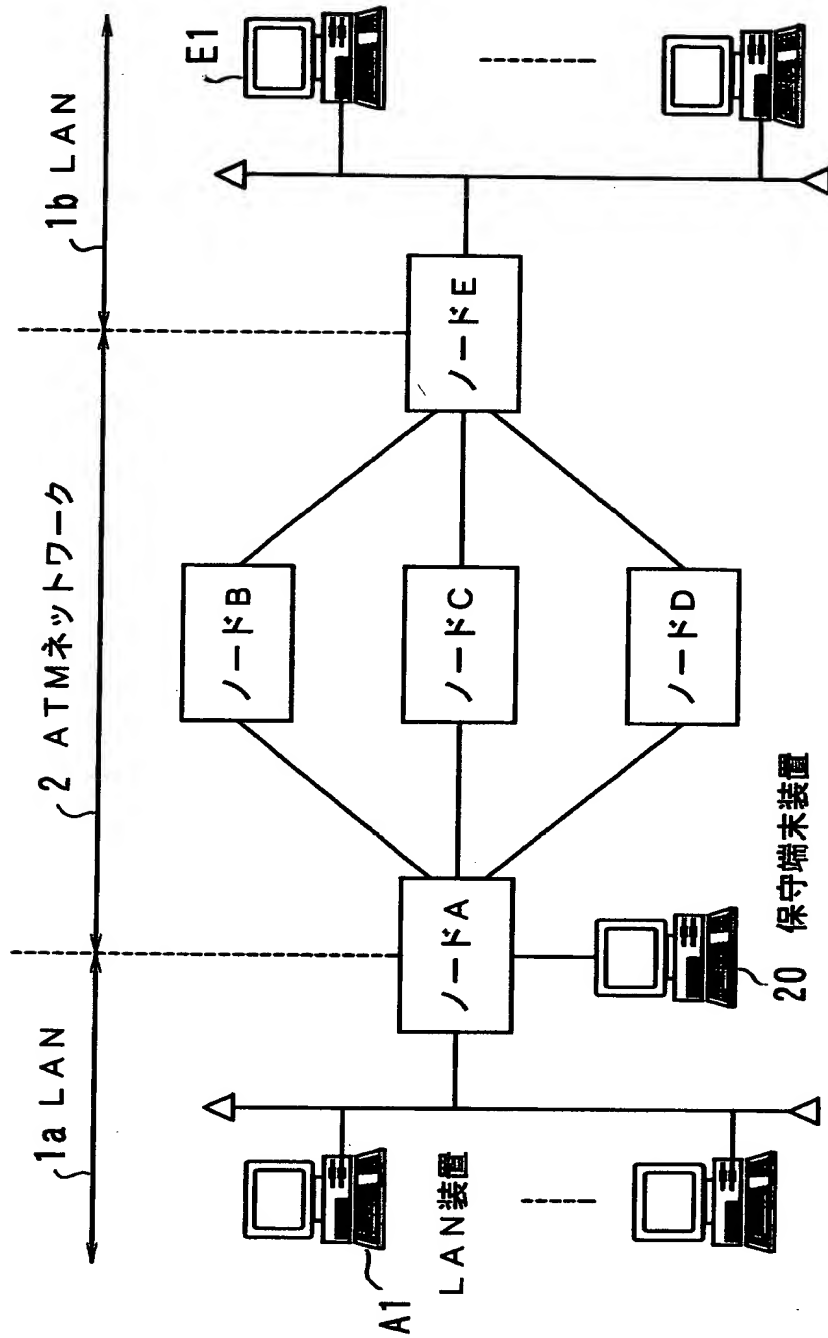 1a LAN
2 ATMネットワーク
1b LAN
A1
LAN装置
ノードA
20 保守端末装置
ノードB
ノードC
ノードD
ノードE
E1